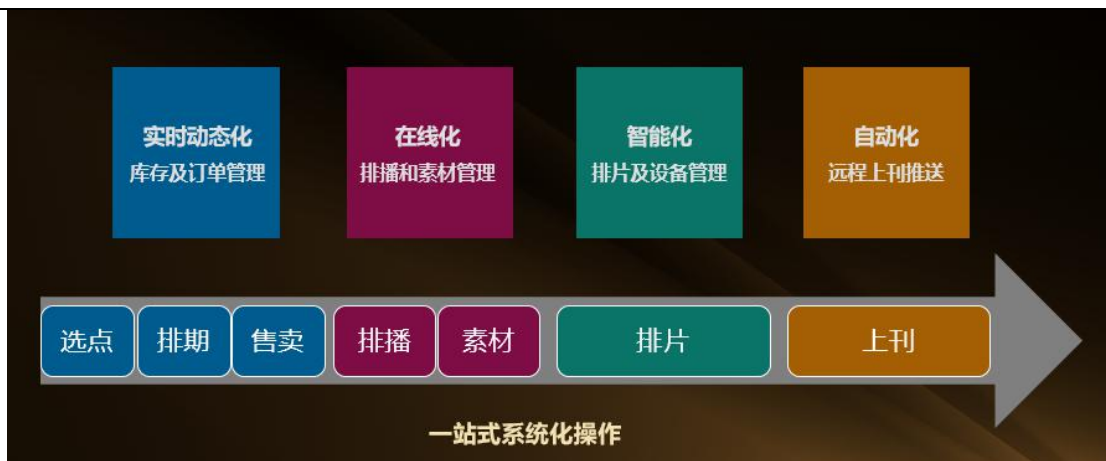 实时动态化
库存及订单管理
在线化
排播和素材管理
智能化
排片及设备管理
自动化
远程上刊推送
选点
排期
售卖
排播
素材
排片
上刊
一站式系统化操作